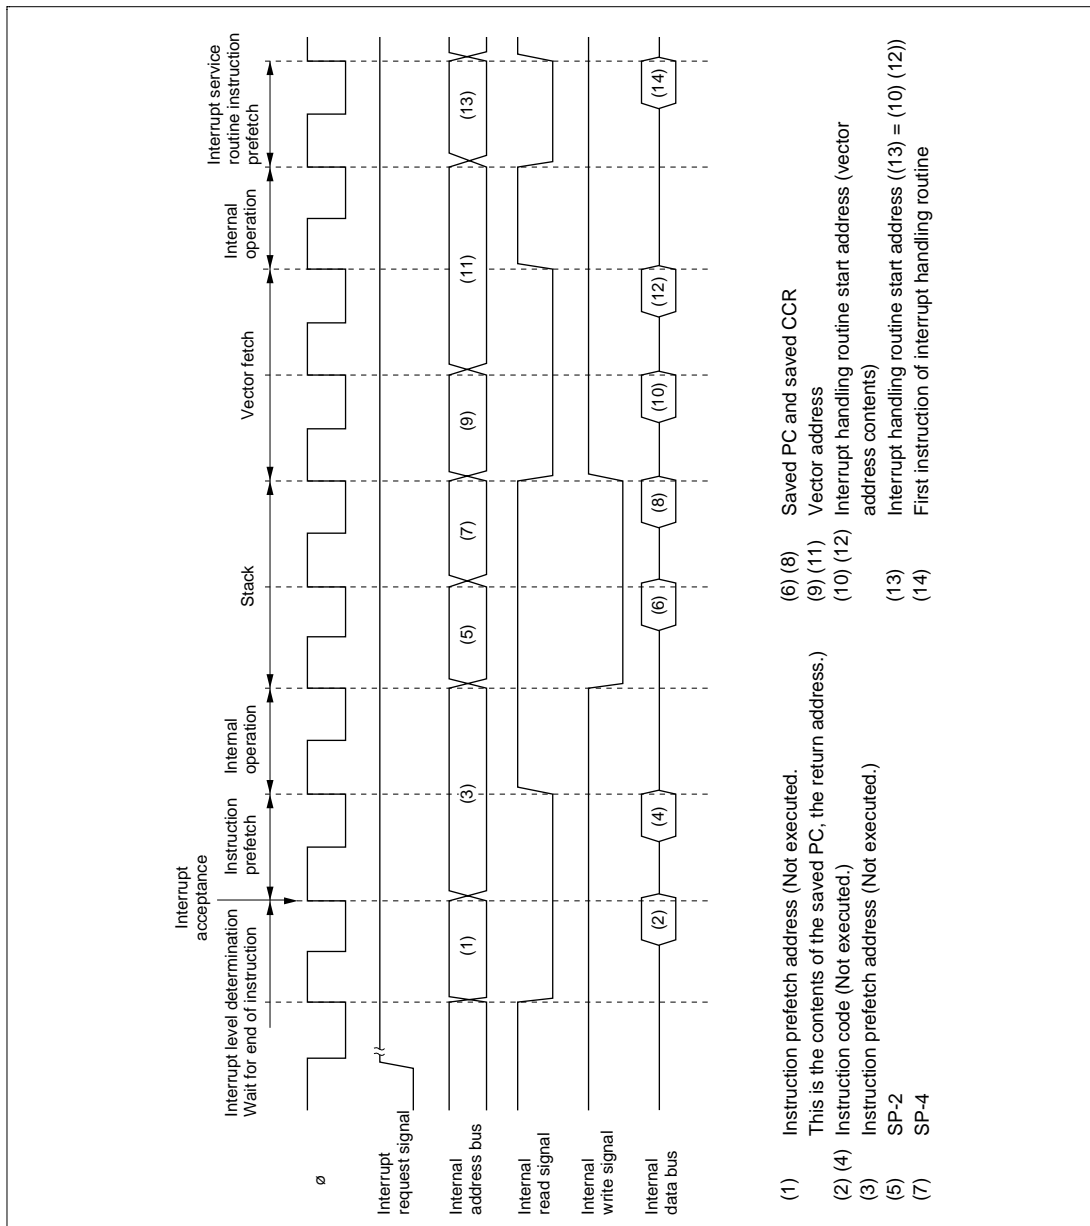 Interrupt
acceptance
Interrupt level determination
Wait for end of instruction
Instruction
prefetch
Internal
operation
Stack
Vector fetch
Internal
operation
Interrupt service
routine instruction
prefetch
ø
Interrupt
request signal
Internal
address bus
(1)
(3)
(5)
(7)
(9)
(11)
(13)
Internal
read signal
Internal
write signal
Internal
data bus
(2)
(4)
(6)
(8)
(10)
(12)
(14)
(1) Instruction prefetch address (Not executed.
This is the contents of the saved PC, the return address.)
(2) (4) Instruction code (Not executed.)
(3) Instruction prefetch address (Not executed.)
(5) SP-2
(7) SP-4
(6) (8) Saved PC and saved CCR
(9) (11) Vector address
(10) (12) Interrupt handling routine start address (vector
address contents)
(13) Interrupt handling routine start address ((13) = (10) (12))
(14) First instruction of interrupt handling routine